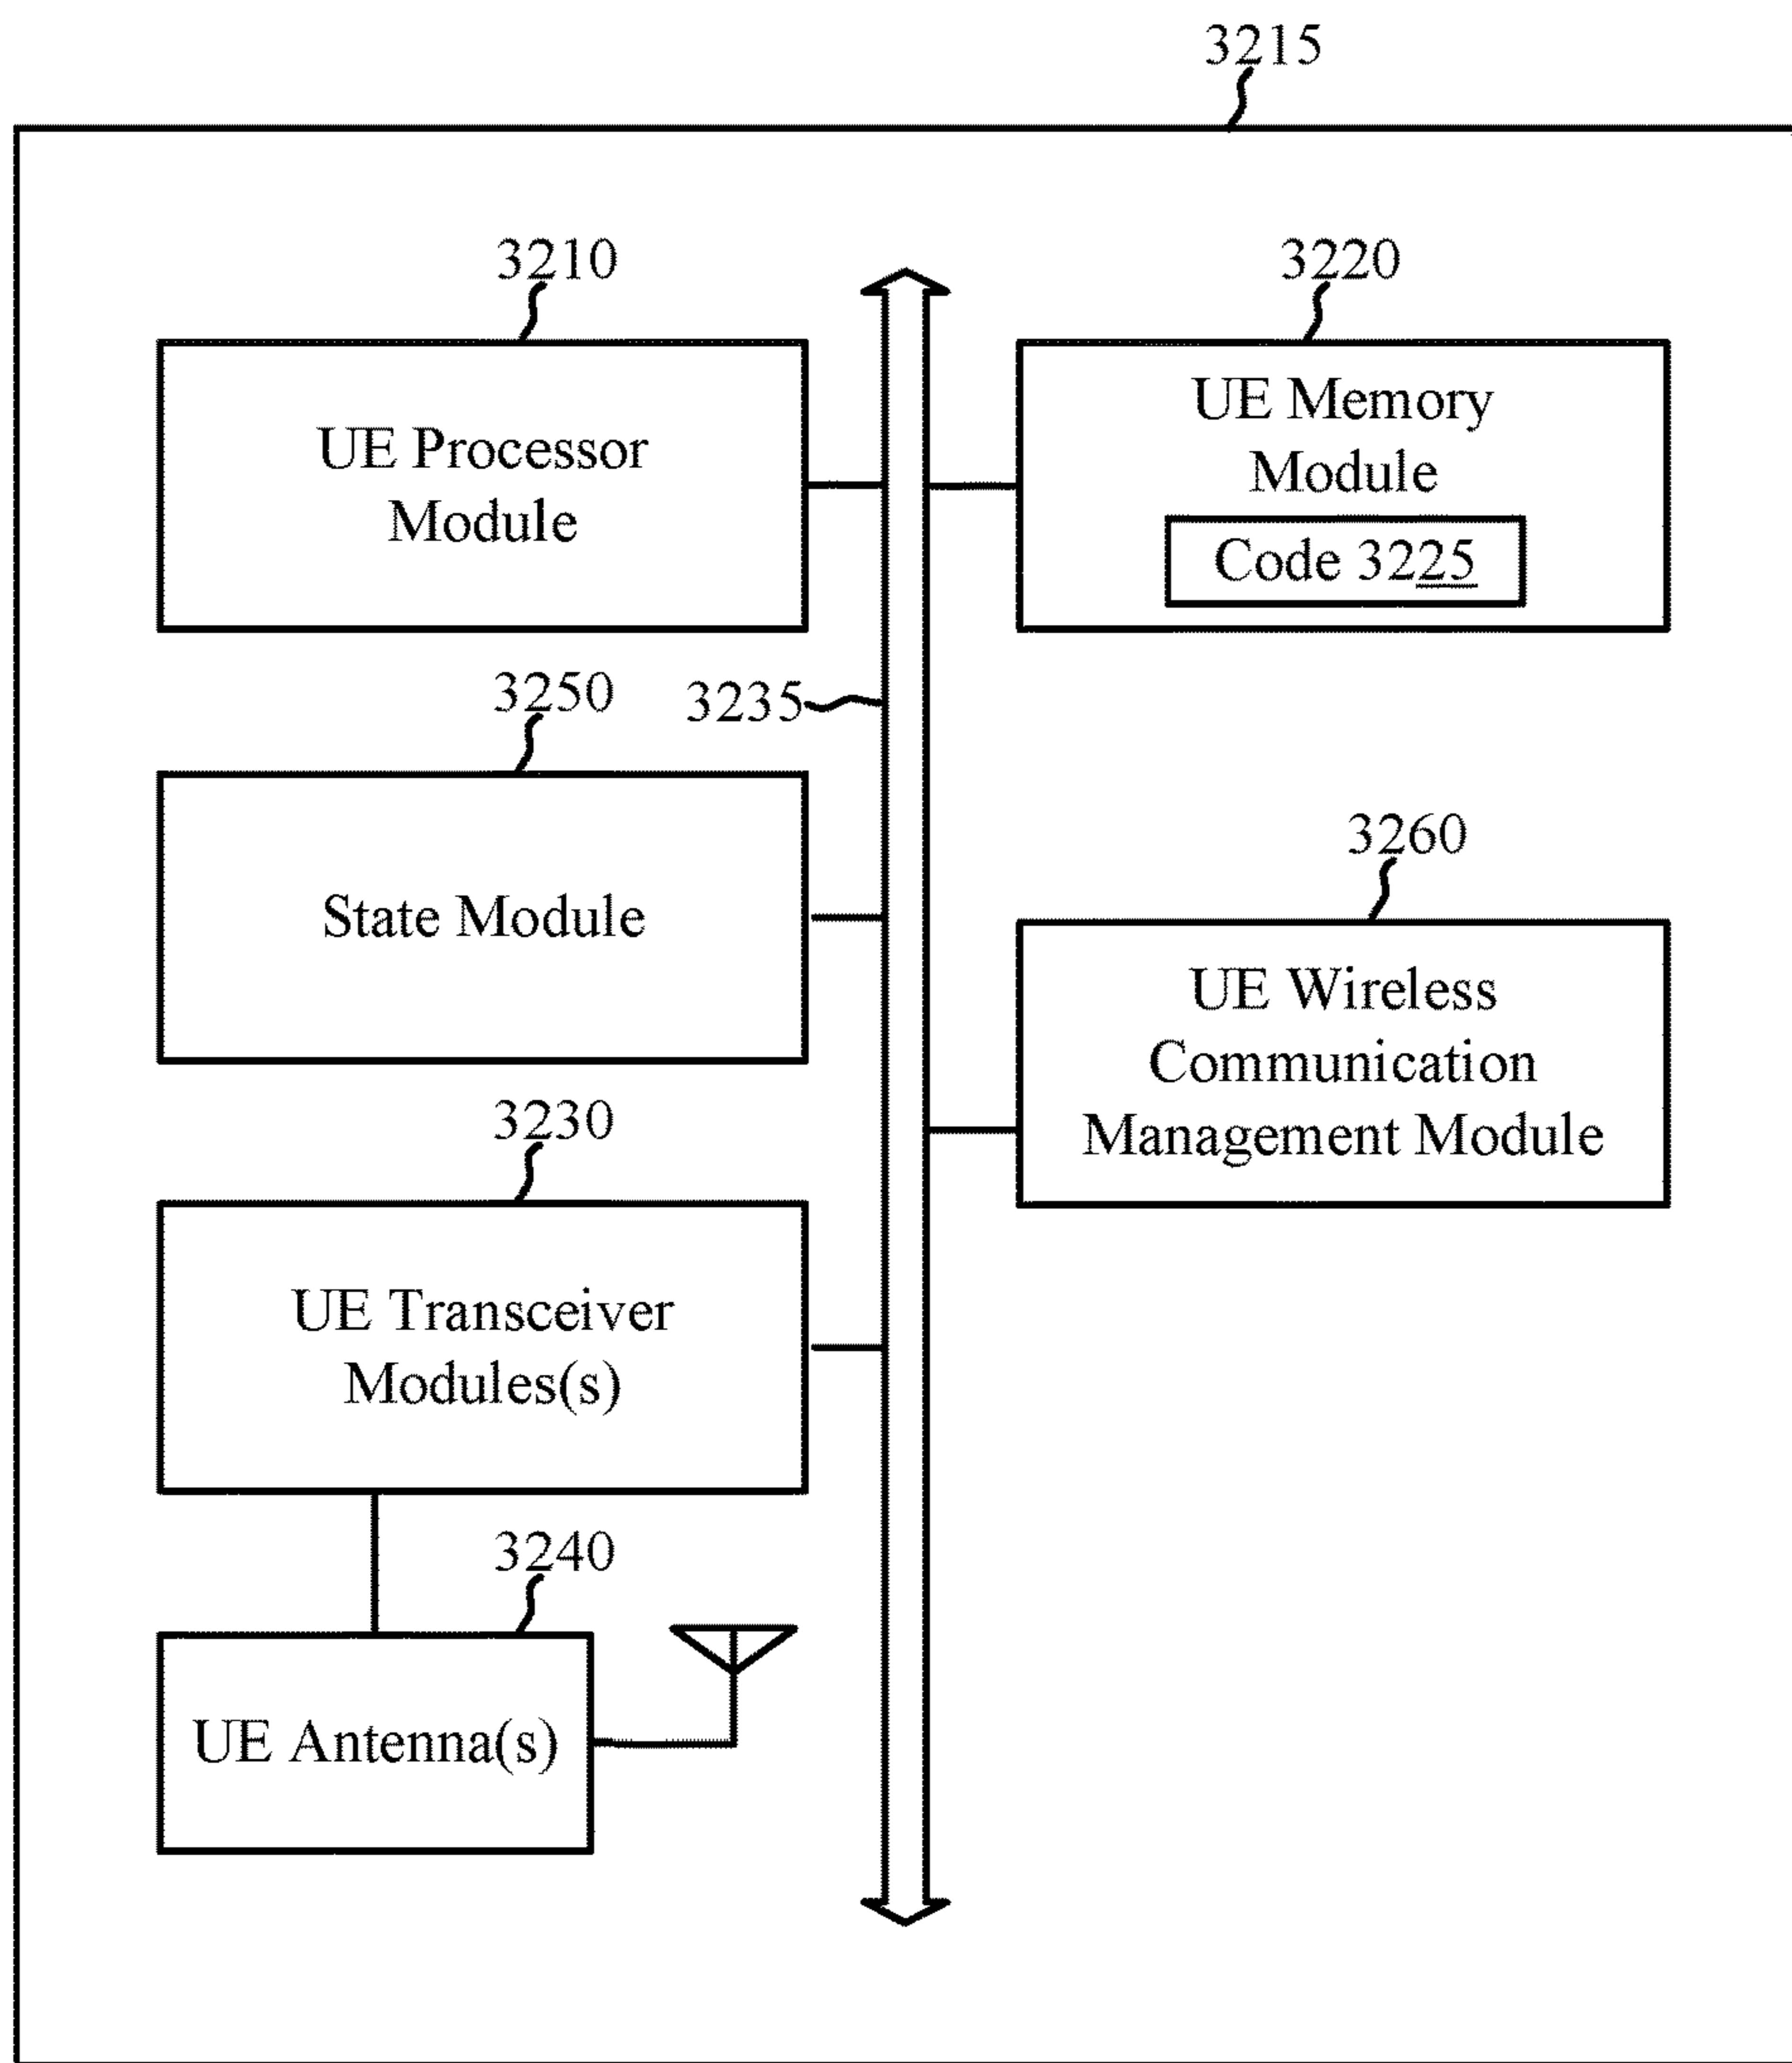 3215
3210
UE Processor
Module
3220
UE Memory
Module
Code 3225
3250
State Module
3235
3260
UE Wireless
Communication
Management Module
3230
UE Transceiver
Modules(s)
3240
UE Antenna(s)